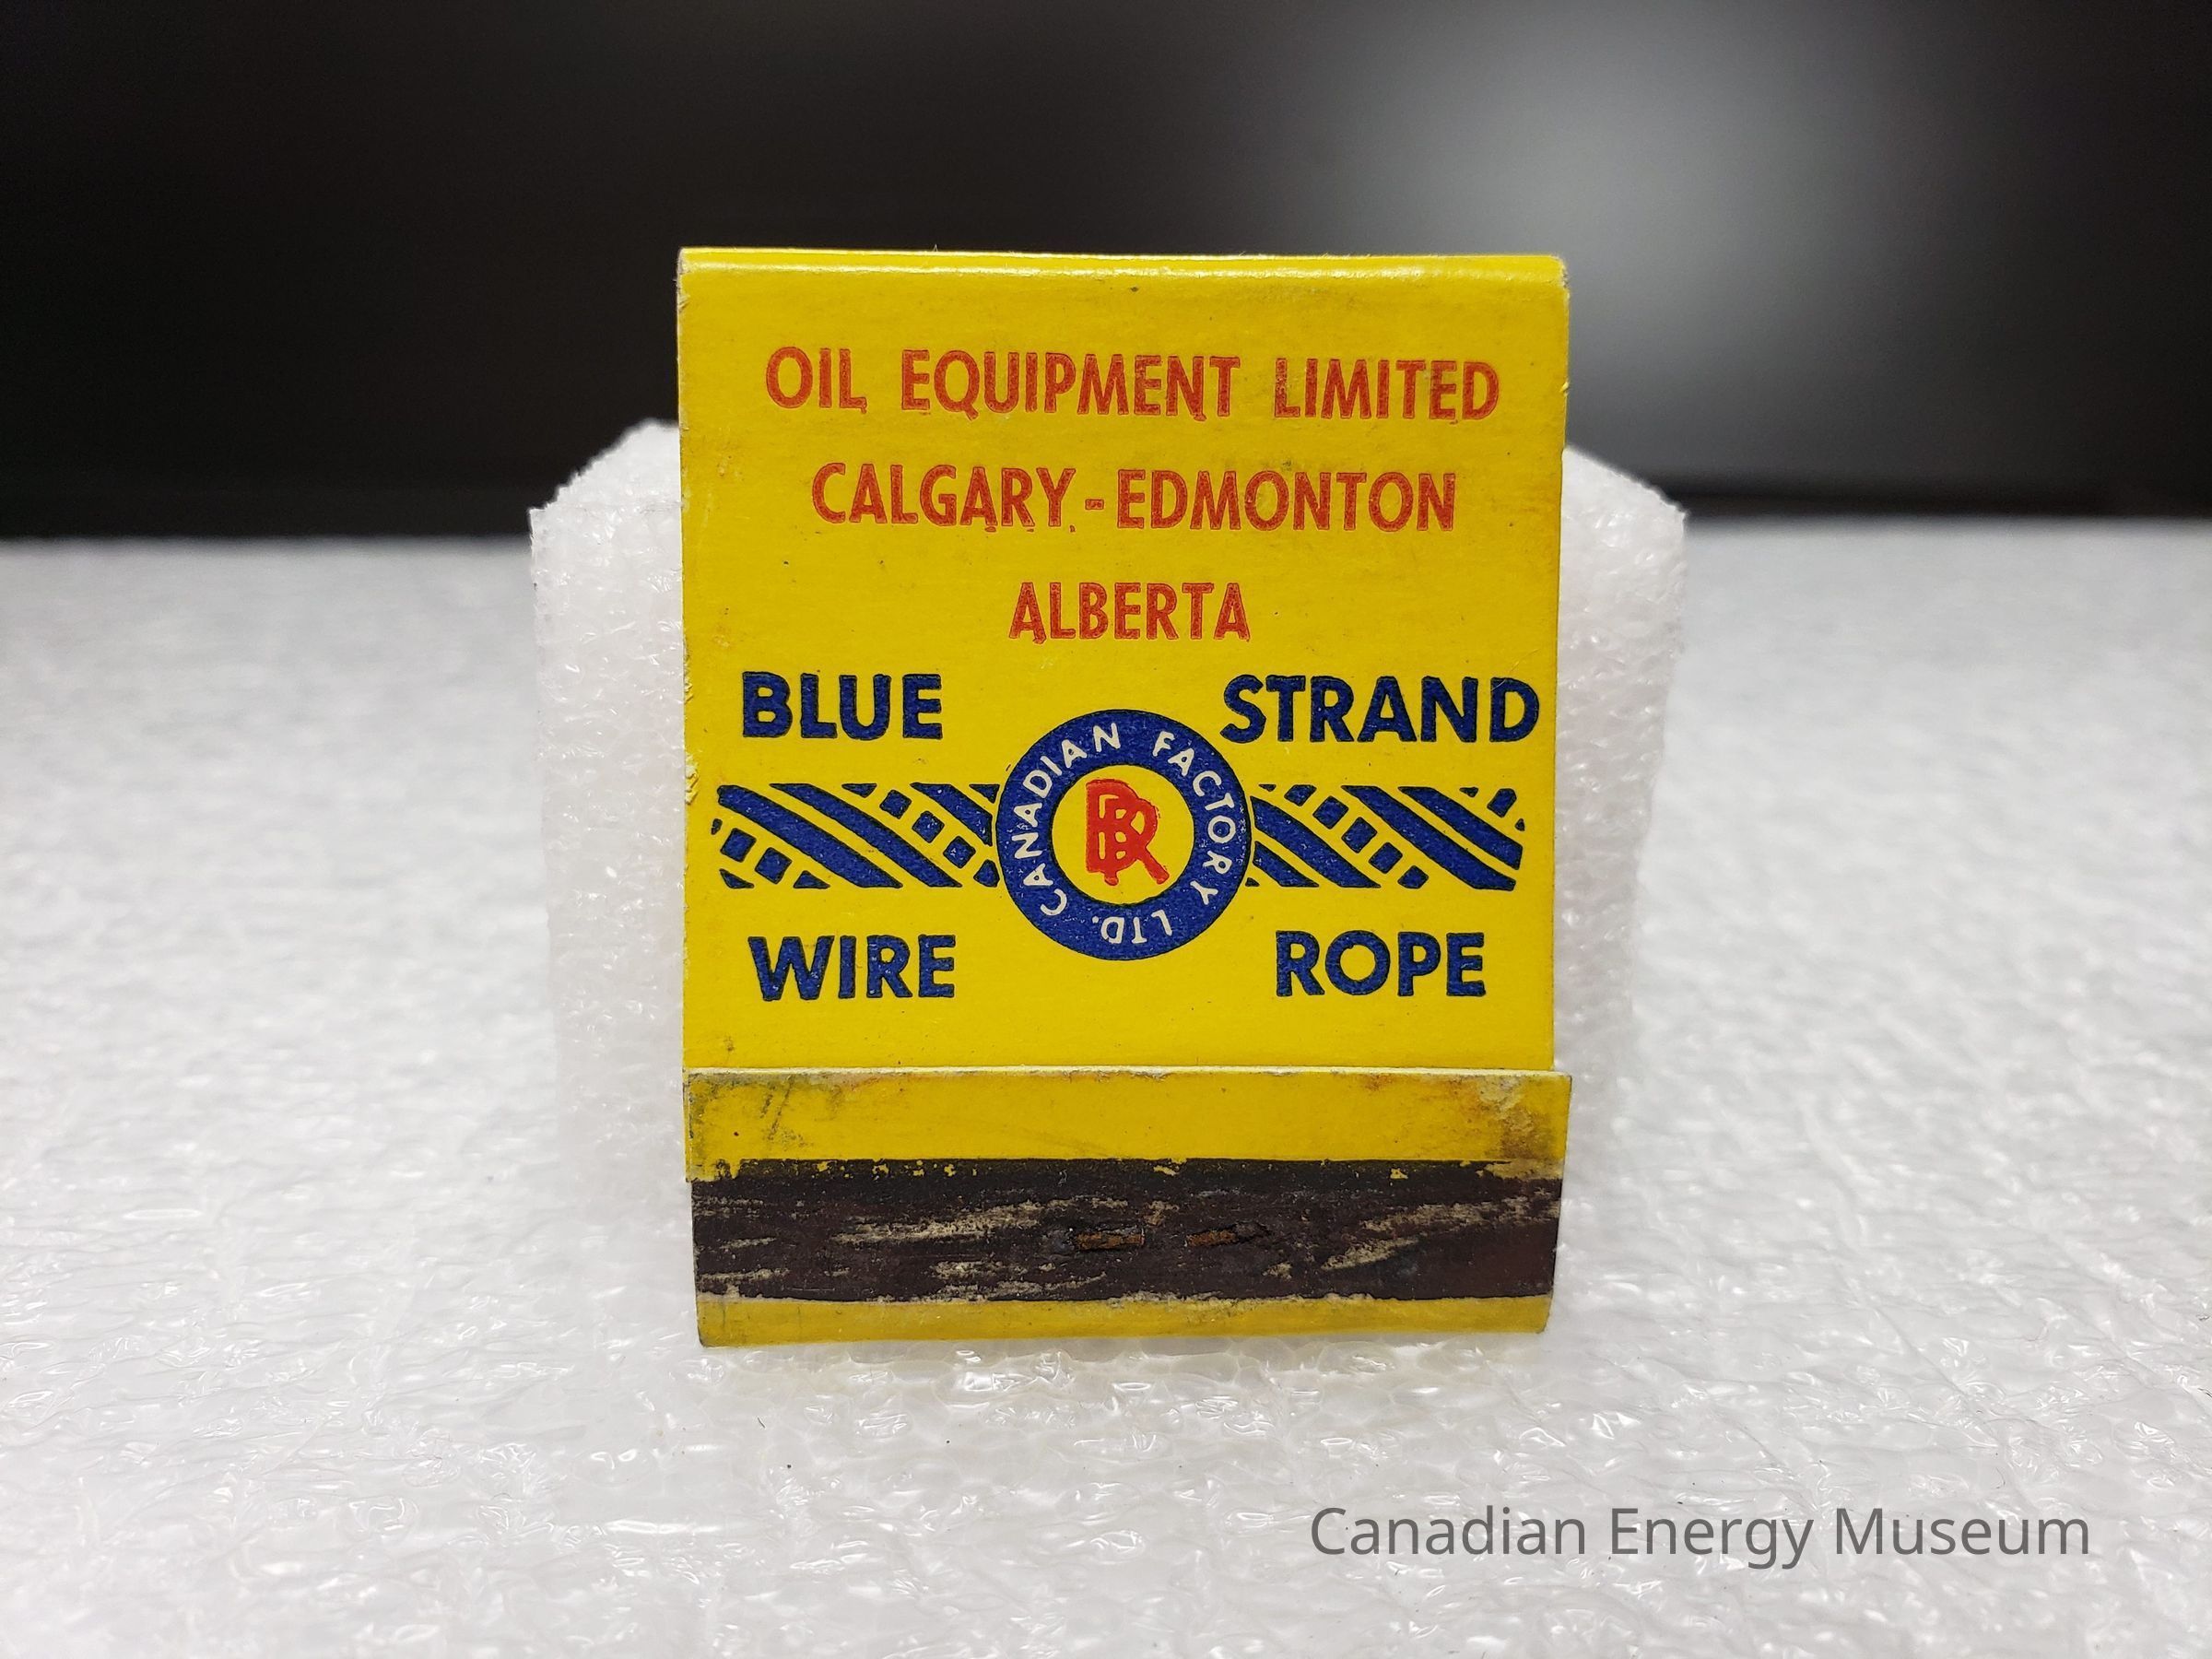 OIL EQUIPMENT LIMITED
CALGARY-EDMONTON
ALBERTA
BLUE STRAND
CANADIAN FACTORY LTD.
BR
WIRE ROPE
Canadian Energy Museum